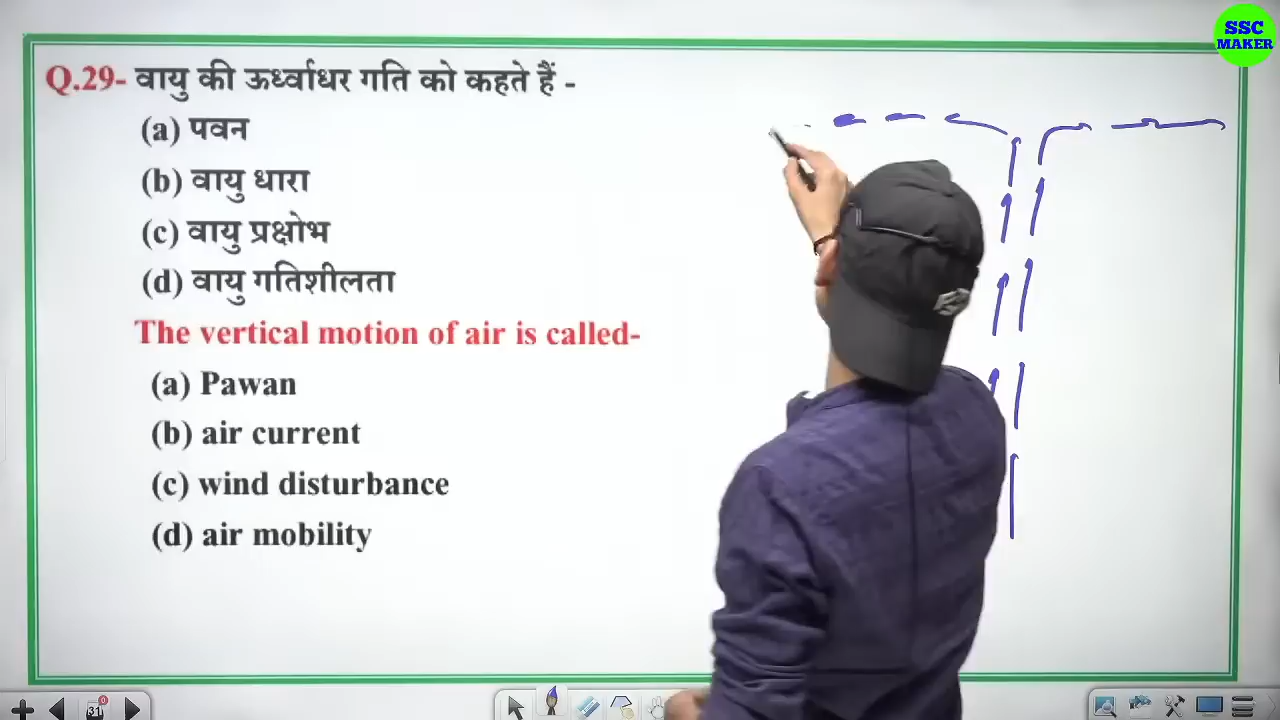 SSC
MAKER
Q.29- वायु की ऊर्ध्वाधर गति को कहते हैं -
(a) पवन
(b) वायु धारा
(c) वायु प्रक्षोभ
(d) वायु गतिशीलता
The vertical motion of air is called-
(a) Pawan
(b) air current
(c) wind disturbance
(d) air mobility
31